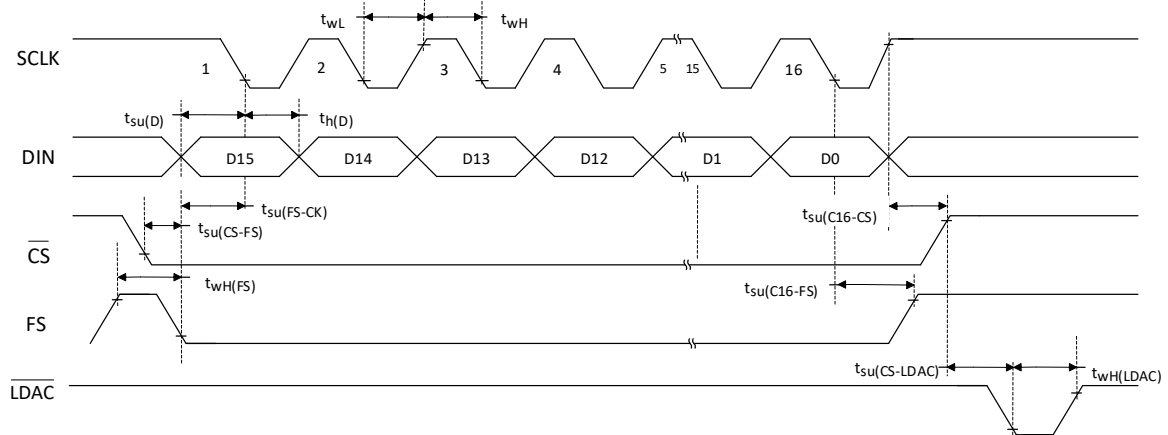 t_wL t_wH
SCLK 1 2 3 4 5 15 16
t_su(D) t_h(D)
DIN D15 D14 D13 D12 D1 D0
t_su(FS-CK) t_su(C16-CS)
t_su(CS-FS)
CS
t_wH(FS) t_su(C16-FS)
FS
t_su(CS-LDAC) t_wH(LDAC)
LDAC